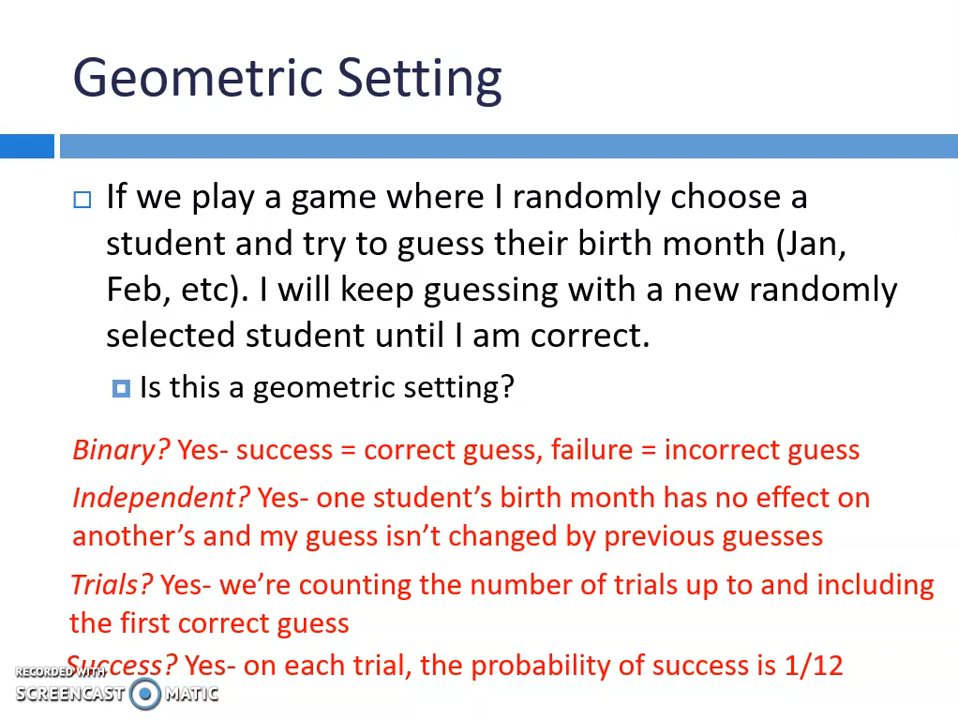 Geometric Setting
If we play a game where I randomly choose a
student and try to guess their birth month (Jan,
Feb, etc). I will keep guessing with a new randomly
selected student until I am correct.
Is this a geometric setting?
Binary? Yes- success = correct guess, failure = incorrect guess
Independent? Yes- one student's birth month has no effect on
another's and my guess isn't changed by previous guesses
Trials? Yes- we're counting the number of trials up to and including
the first correct guess
Success? Yes- on each trial, the probability of success is 1/12
RECORDED WITH
SCREENCAST MATIC